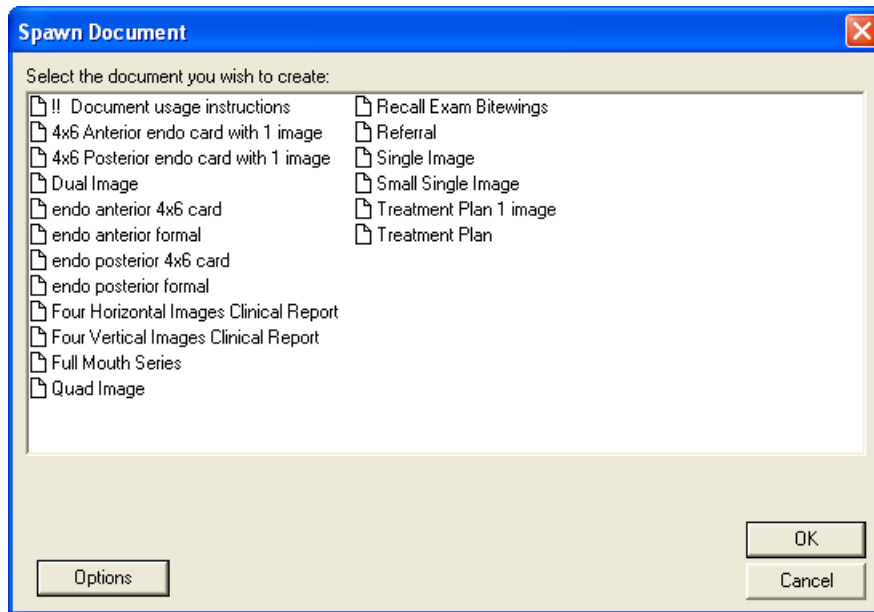 Spawn Document
Select the document you wish to create:
!!  Document usage instructions
4x6 Anterior endo card with 1 image
4x6 Posterior endo card with 1 image
Dual Image
endo anterior 4x6 card
endo anterior formal
endo posterior 4x6 card
endo posterior formal
Four Horizontal Images Clinical Report
Four Vertical Images Clinical Report
Full Mouth Series
Quad Image
Recall Exam Bitewings
Referral
Single Image
Small Single Image
Treatment Plan 1 image
Treatment Plan
OK
Options
Cancel